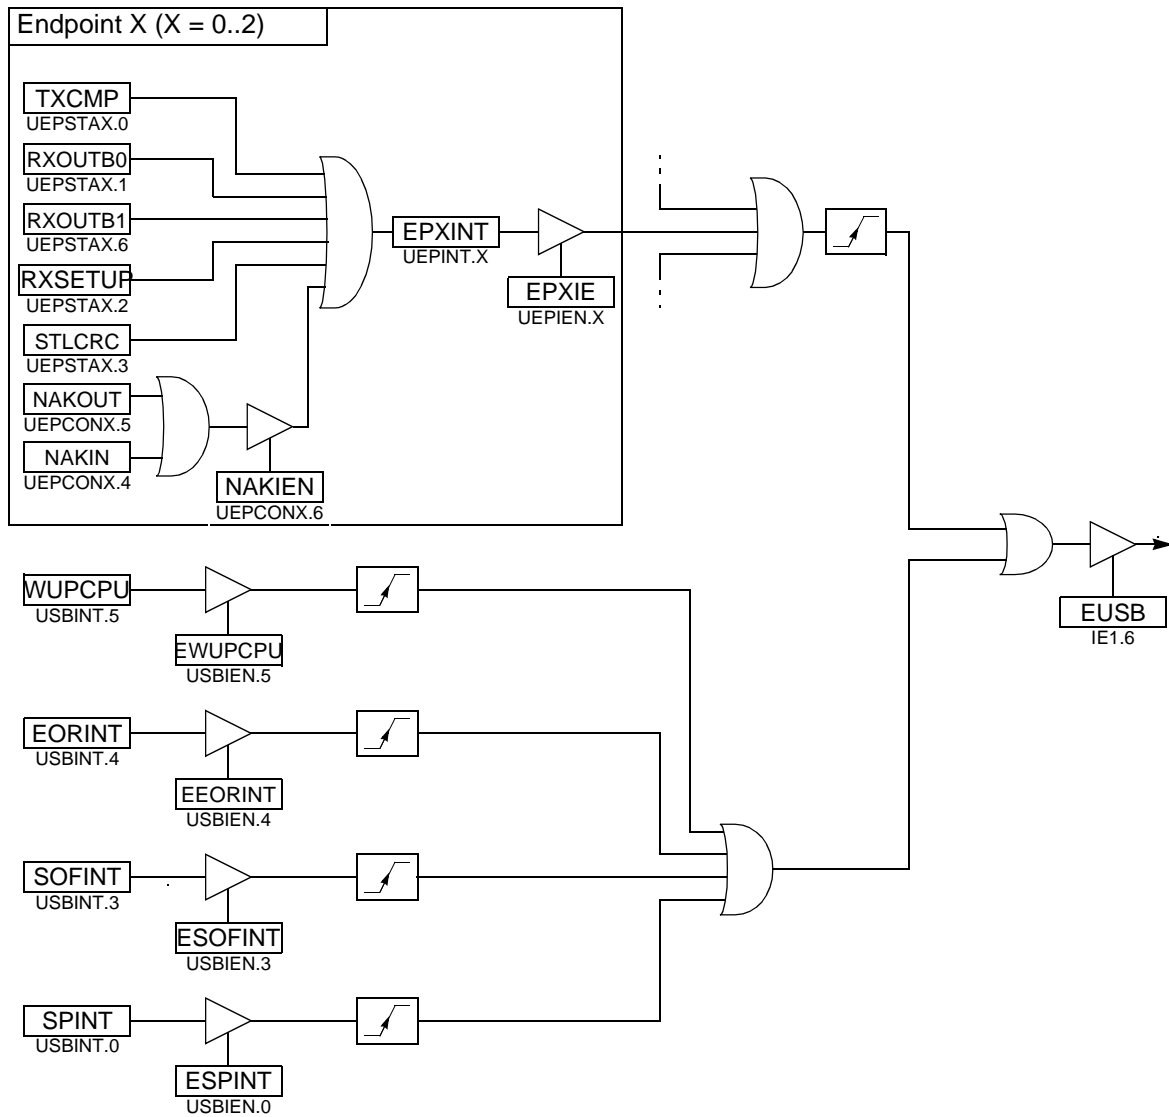 Endpoint X (X = 0..2)
TXCMP
UEPSTAX.0
RXOUTB0
UEPSTAX.1
RXOUTB1
UEPSTAX.6
RXSETUP
UEPSTAX.2
STLCRC
UEPSTAX.3
NAKOUT
UEPCONX.5
NAKIN
UEPCONX.4
NAKIEN
UEPCONX.6
EPXINT
UEPINT.X
EPXIE
UEPIEN.X
WUPCPU
USBINT.5
EWUPCPU
USBIEN.5
EUSB
IE1.6
EORINT
USBINT.4
EEORINT
USBIEN.4
SOFINT
USBINT.3
ESOFINT
USBIEN.3
SPINT
USBINT.0
ESPINT
USBIEN.0